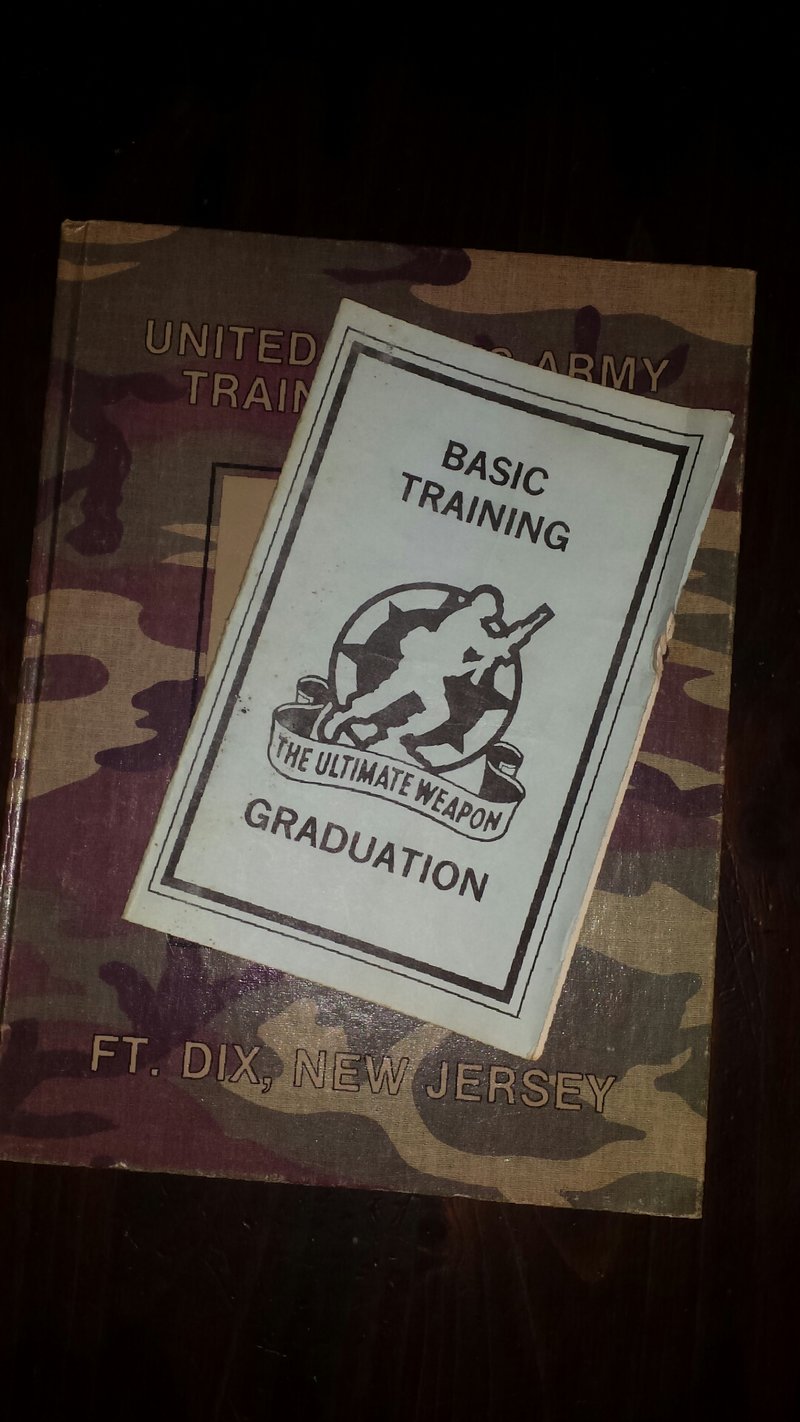 UNITED S ARMY
TRAIN
BASIC
TRAINING
THE ULTIMATE WEAPON
GRADUATION
FT. DIX, NEW JERSEY